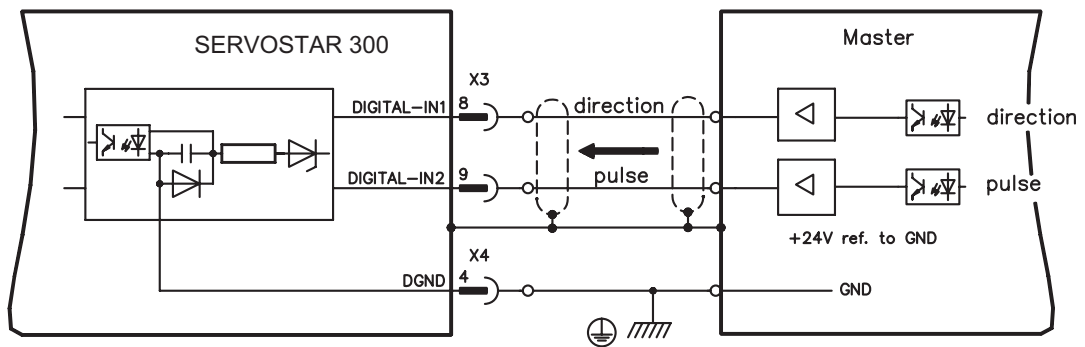 SERVOSTAR 300
Master
X3
DIGITAL-IN1
8
direction
direction
pulse
DIGITAL-IN2
9
pulse
+24V ref. to GND
X4
DGND
4
GND